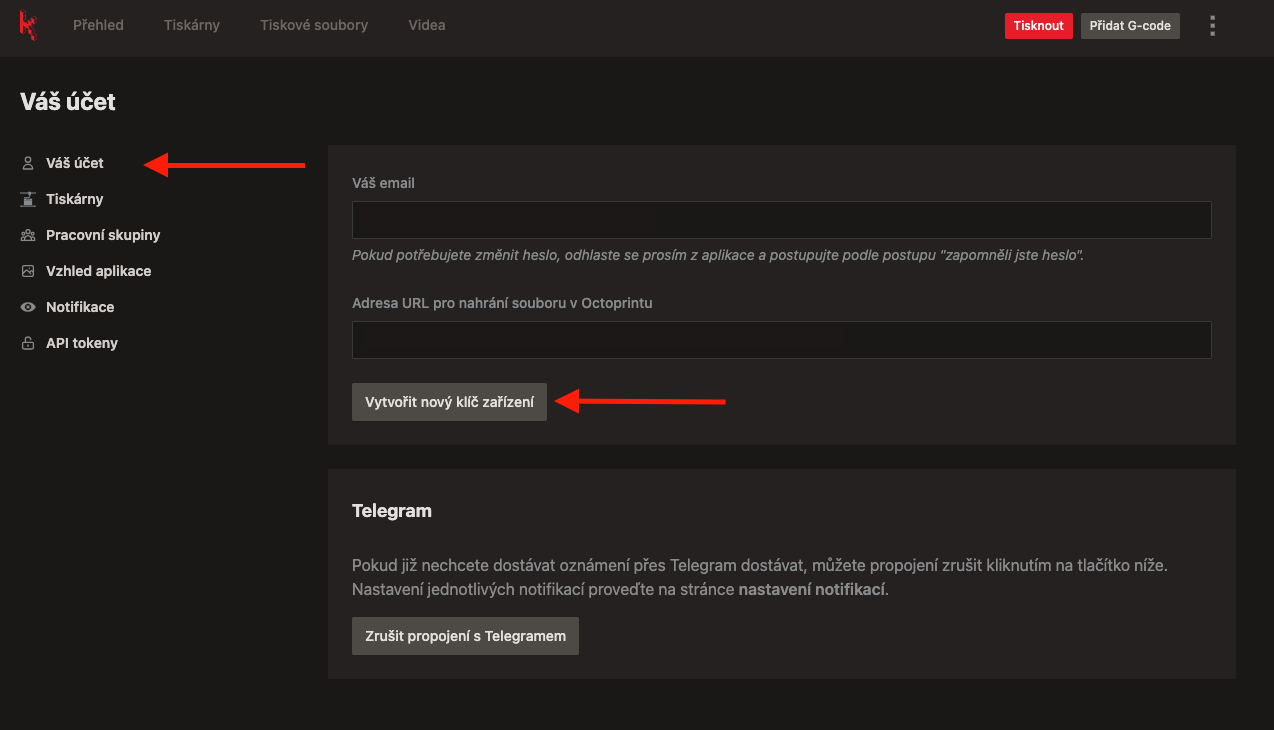 Přehled Tiskárny Tiskové soubory Videa Tisknout Přidat G-code
Váš účet
Váš účet
Tiskárny
Pracovní skupiny
Vzhled aplikace
Notifikace
API tokeny
Váš email
Pokud potřebujete změnit heslo, odhlaste se prosím z aplikace a postupujte podle postupu "zapomněli jste heslo".
Adresa URL pro nahrání souboru v Octoprintu
Vytvořit nový klíč zařízení
Telegram
Pokud již nechcete dostávat oznámení přes Telegram dostávat, můžete propojení zrušit kliknutím na tlačítko níže.
Nastavení jednotlivých notifikací proveďte na stránce nastavení notifikací.
Zrušit propojení s Telegramem